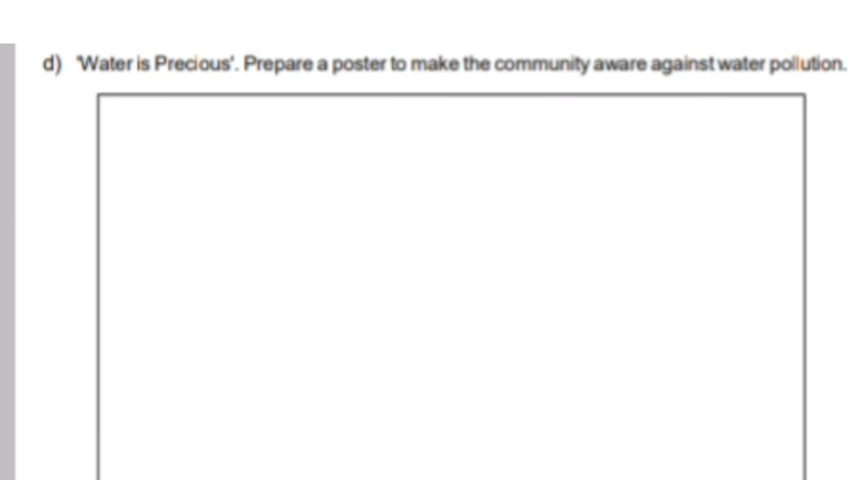 d) 'Water is Precious'. Prepare a poster to make the community aware against water pollution.